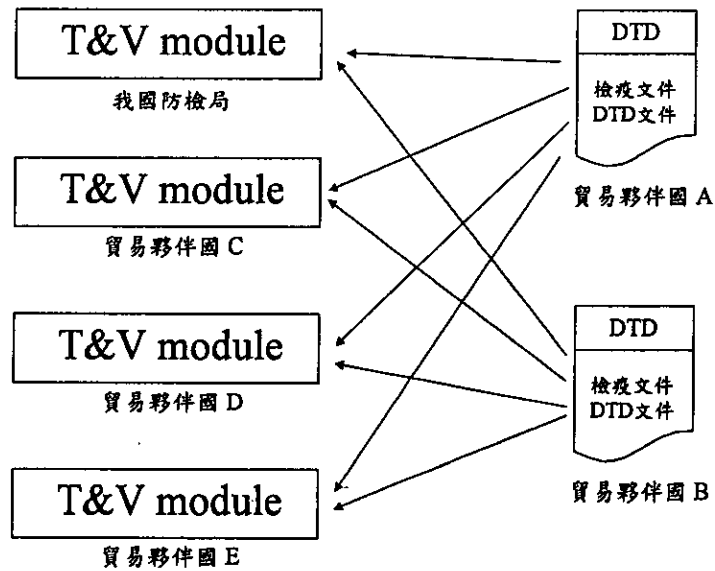 T&V module
我國防檢局
T&V module
貿易夥伴國 C
T&V module
貿易夥伴國 D
T&V module
貿易夥伴國 E
DTD
檢疫文件
DTD文件
貿易夥伴國 A
DTD
檢疫文件
DTD文件
貿易夥伴國 B